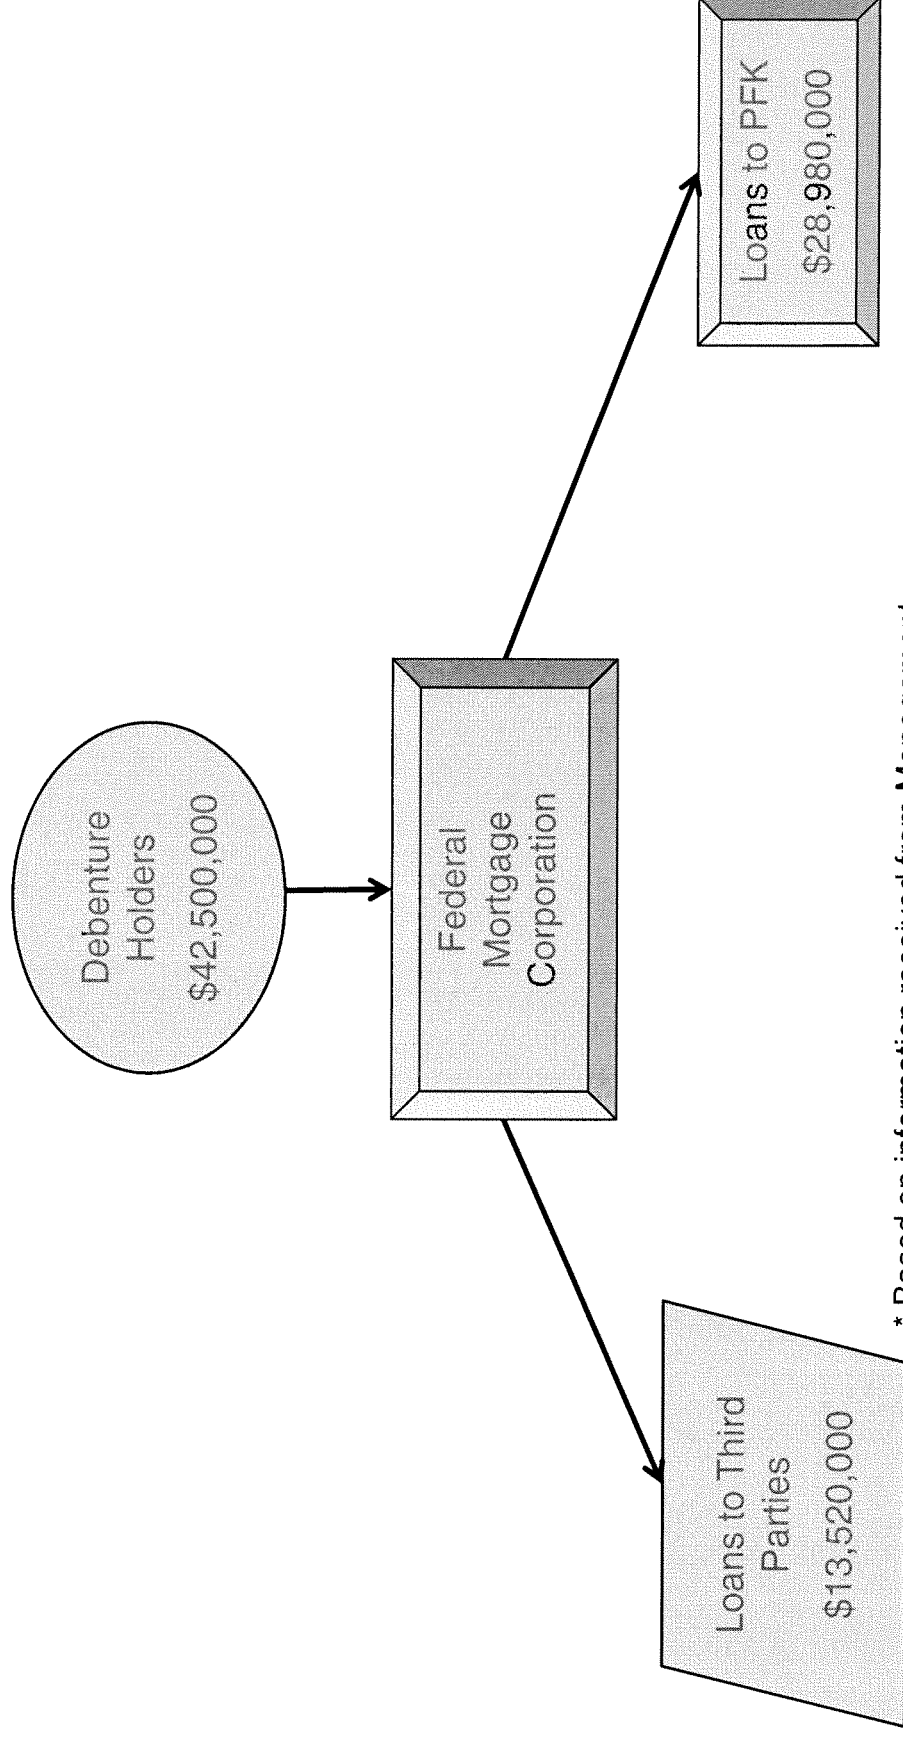 Debenture
Holders
$42,500,000
Federal
Mortgage
Corporation
Loans to Third
Parties
$13,520,000
Loans to PFK
$28,980,000
* Based on information received from Management